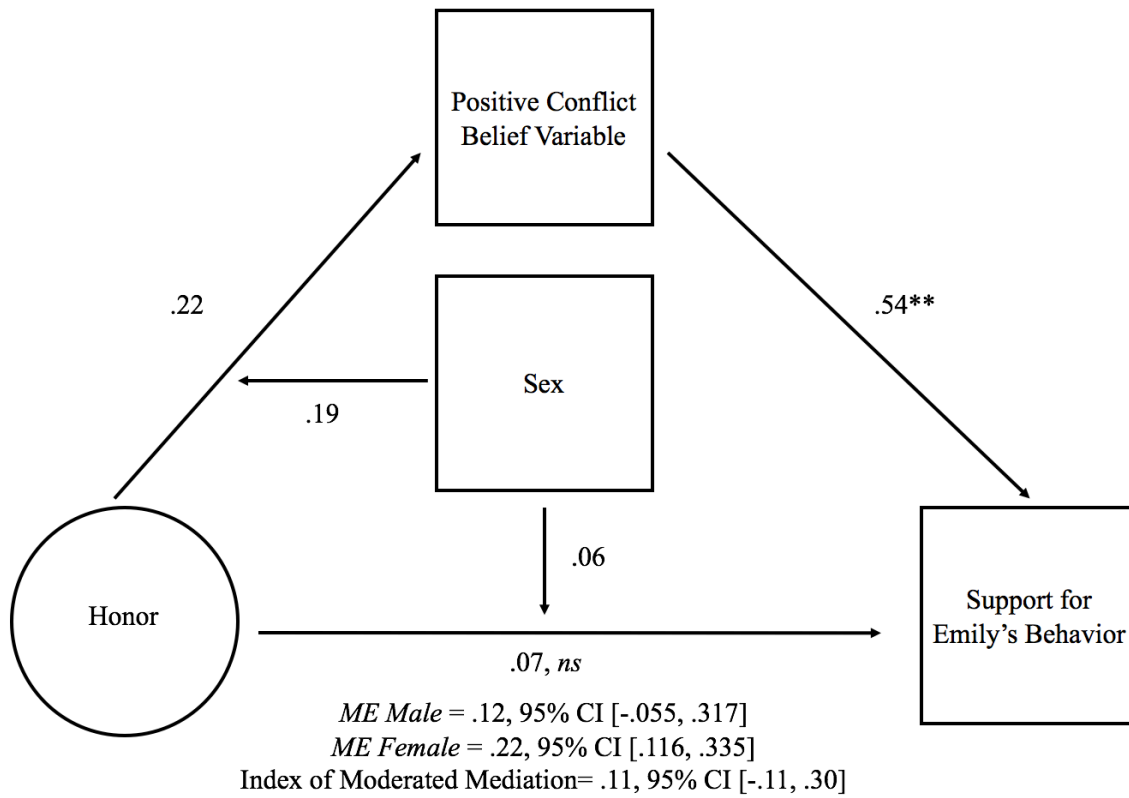 Positive Conflict
Belief Variable
.22
.54**
Sex
.19
.06
Honor
Support for
Emily’s Behavior
.07, ns
ME Male = .12, 95% CI [-.055, .317]
ME Female = .22, 95% CI [.116, .335]
Index of Moderated Mediation= .11, 95% CI [-.11, .30]